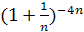 (1 + 1/n)^{-4n}